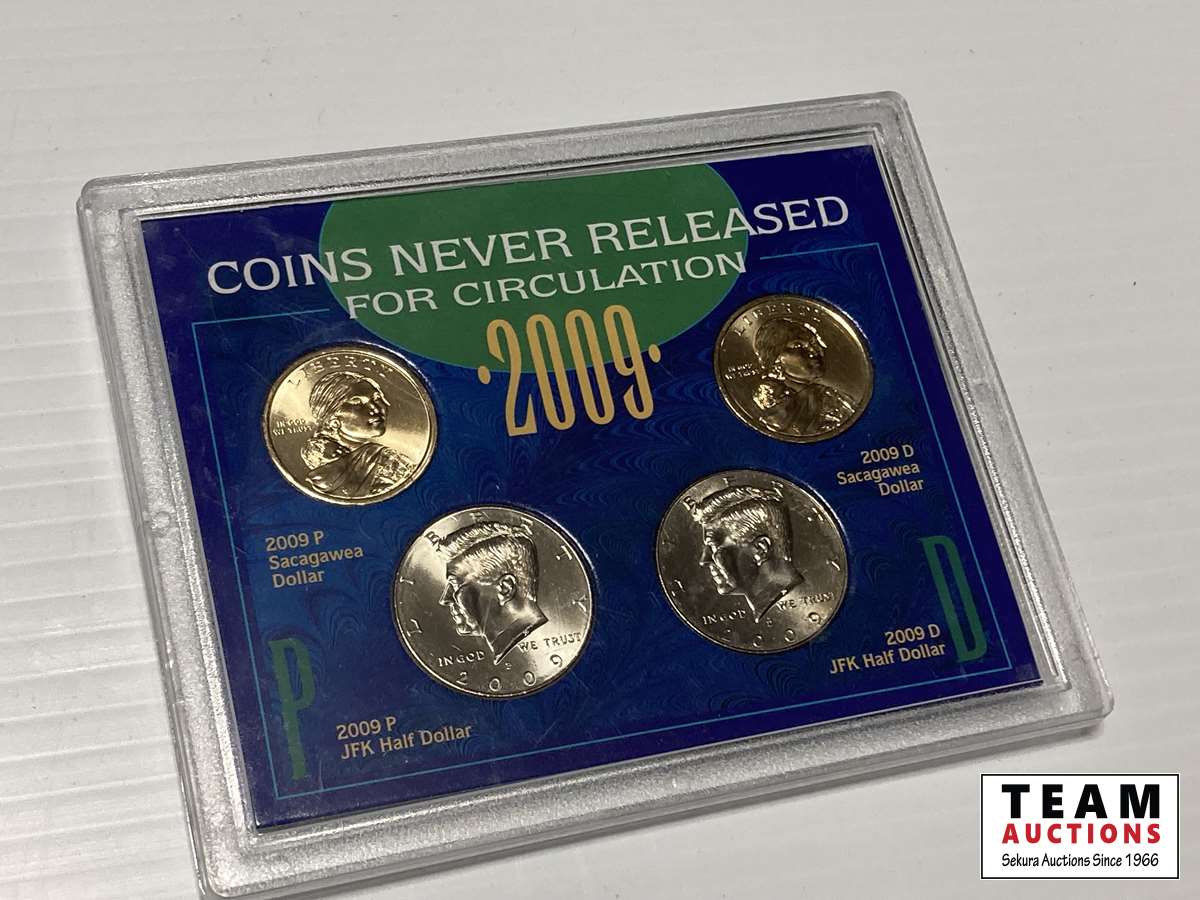 COINS NEVER RELEASED
FOR CIRCULATION
·2009·
LIBERTY
IN GOD
WE TRUST
2009 P
Sacagawea
Dollar
LIBERTY
IN GOD
WE TRUST
2009 D
Sacagawea
Dollar
LIBERTY
IN GOD WE TRUST
2009
P
2009 P
JFK Half Dollar
LIBERTY
IN GOD WE TRUST
2009
D
2009 D
JFK Half Dollar
TEAM
AUCTIONS
Sekura Auctions Since 1966